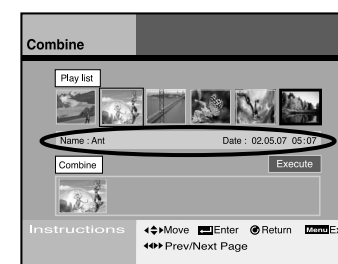 Combine
Play list
Name : Ant Date : 02.05.07 05:07
Combine Execute
Instructions Move Enter Return Menu Ex
Prev/Next Page